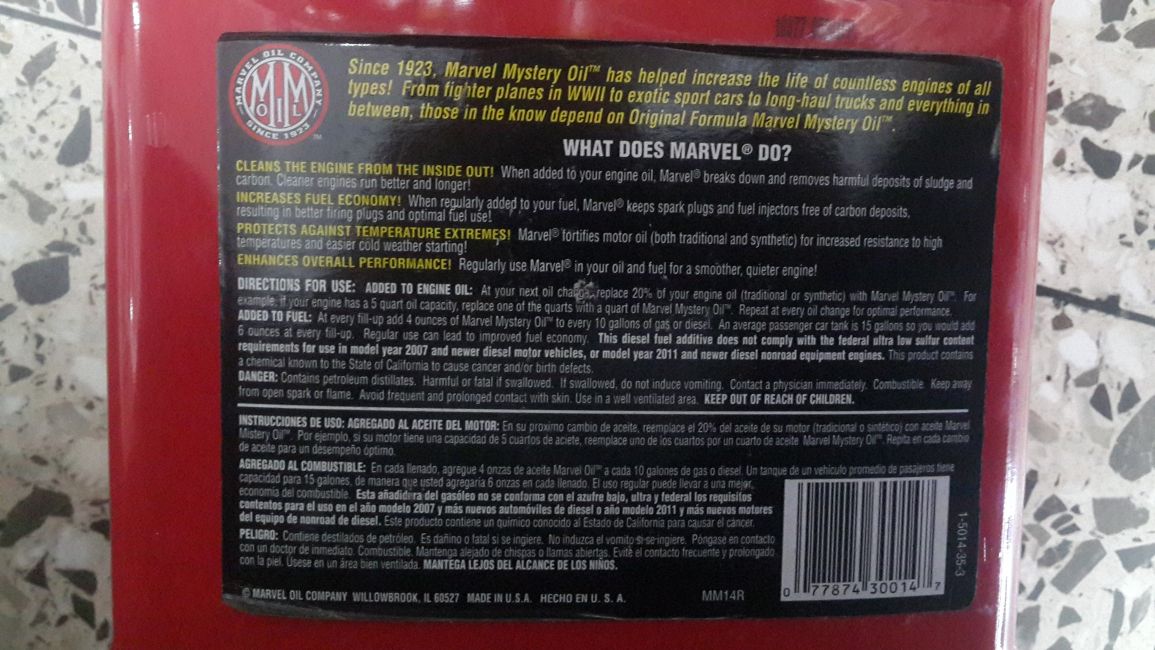 MARVEL OIL COMPANY
MM
OIL
SINCE 1923
TM
Since 1923, Marvel Mystery Oil™ has helped increase the life of countless engines of all
types! From fighter planes in WWII to exotic sport cars to long-haul trucks and everything in
between, those in the know depend on Original Formula Marvel Mystery Oil™.
WHAT DOES MARVEL® DO?
CLEANS THE ENGINE FROM THE INSIDE OUT! When added to your engine oil, Marvel® breaks down and removes harmful deposits of sludge and
carbon. Cleaner engines run better and longer!
INCREASES FUEL ECONOMY! When regularly added to your fuel, Marvel® keeps spark plugs and fuel injectors free of carbon deposits,
resulting in better firing plugs and optimal fuel use!
PROTECTS AGAINST TEMPERATURE EXTREMES! Marvel® fortifies motor oil (both traditional and synthetic) for increased resistance to high
temperatures and easier cold weather starting!
ENHANCES OVERALL PERFORMANCE! Regularly use Marvel® in your oil and fuel for a smoother, quieter engine!
DIRECTIONS FOR USE: ADDED TO ENGINE OIL: At your next oil change, replace 20% of your engine oil (traditional or synthetic) with Marvel Mystery Oil™. For
example, if your engine has a 5 quart oil capacity, replace one of the quarts with a quart of Marvel Mystery Oil™. Repeat at every oil change for optimal performance.
ADDED TO FUEL: At every fill-up add 4 ounces of Marvel Mystery Oil™ to every 10 gallons of gas or diesel. An average passenger car tank is 15 gallons so you would add
6 ounces at every fill-up. Regular use can lead to improved fuel economy. This diesel fuel additive does not comply with the federal ultra low sulfur content
requirements for use in model year 2007 and newer diesel motor vehicles, or model year 2011 and newer diesel nonroad equipment engines. This product contains
a chemical known to the State of California to cause cancer and/or birth defects.
DANGER: Contains petroleum distillates. Harmful or fatal if swallowed. If swallowed, do not induce vomiting. Contact a physician immediately. Combustible. Keep away
from open spark or flame. Avoid frequent and prolonged contact with skin. Use in a well ventilated area. KEEP OUT OF REACH OF CHILDREN.
INSTRUCCIONES DE USO: AGREGADO AL ACEITE DEL MOTOR: En su proximo cambio de aceite, reemplace el 20% del aceite de su motor (tradicional o sintético) con aceite Marvel
Mistery Oil™. Por ejemplo, si su motor tiene una capacidad de 5 cuartos de aciete, reemplace uno de los cuartos por un cuarto de aceite Marvel Mystery Oil™. Repita en cada cambio
de aceite para un desempeño óptimo.
AGREGADO AL COMBUSTIBLE: En cada llenado, agregue 4 onzas de aceite Marvel Oil™ a cada 10 galones de gas o diesel. Un tanque de un vehiculo promedio de pasajeros tiene
capacidad para 15 galones, de manera que usted agregaría 6 onzas en cada llenado. El uso regular puede llevar a una mejor,
economía del combustible. Esta añadidera del gasóleo no se conforma con el azufre bajo, ultra y federal los requisitos
contentos para el uso en el año modelo 2007 y más nuevos automóviles de diesel o año modelo 2011 y más nuevos motores
del equipo de nonroad de diesel. Este producto contiene un quimico conocido al Estado de California para causar el cáncer.
PELIGRO: Contiene destilados de petróleo. Es dañino o fatal si se ingiere. No induzca el vomito si se ingiere. Póngase en contacto
con un doctor de inmediato. Combustible. Mantenga alejado de chispas o llamas abiertas. Evite el contacto frecuente y prolongado
con la piel. Úsese en un área bien ventilada. MANTÉGA LEJOS DEL ALCANCE DE LOS NIÑOS.
© MARVEL OIL COMPANY WILLOWBROOK, IL 60527 MADE IN U.S.A. HECHO EN U. S. A.
MM14R
0 77874 30014 7
1-5014-35-3